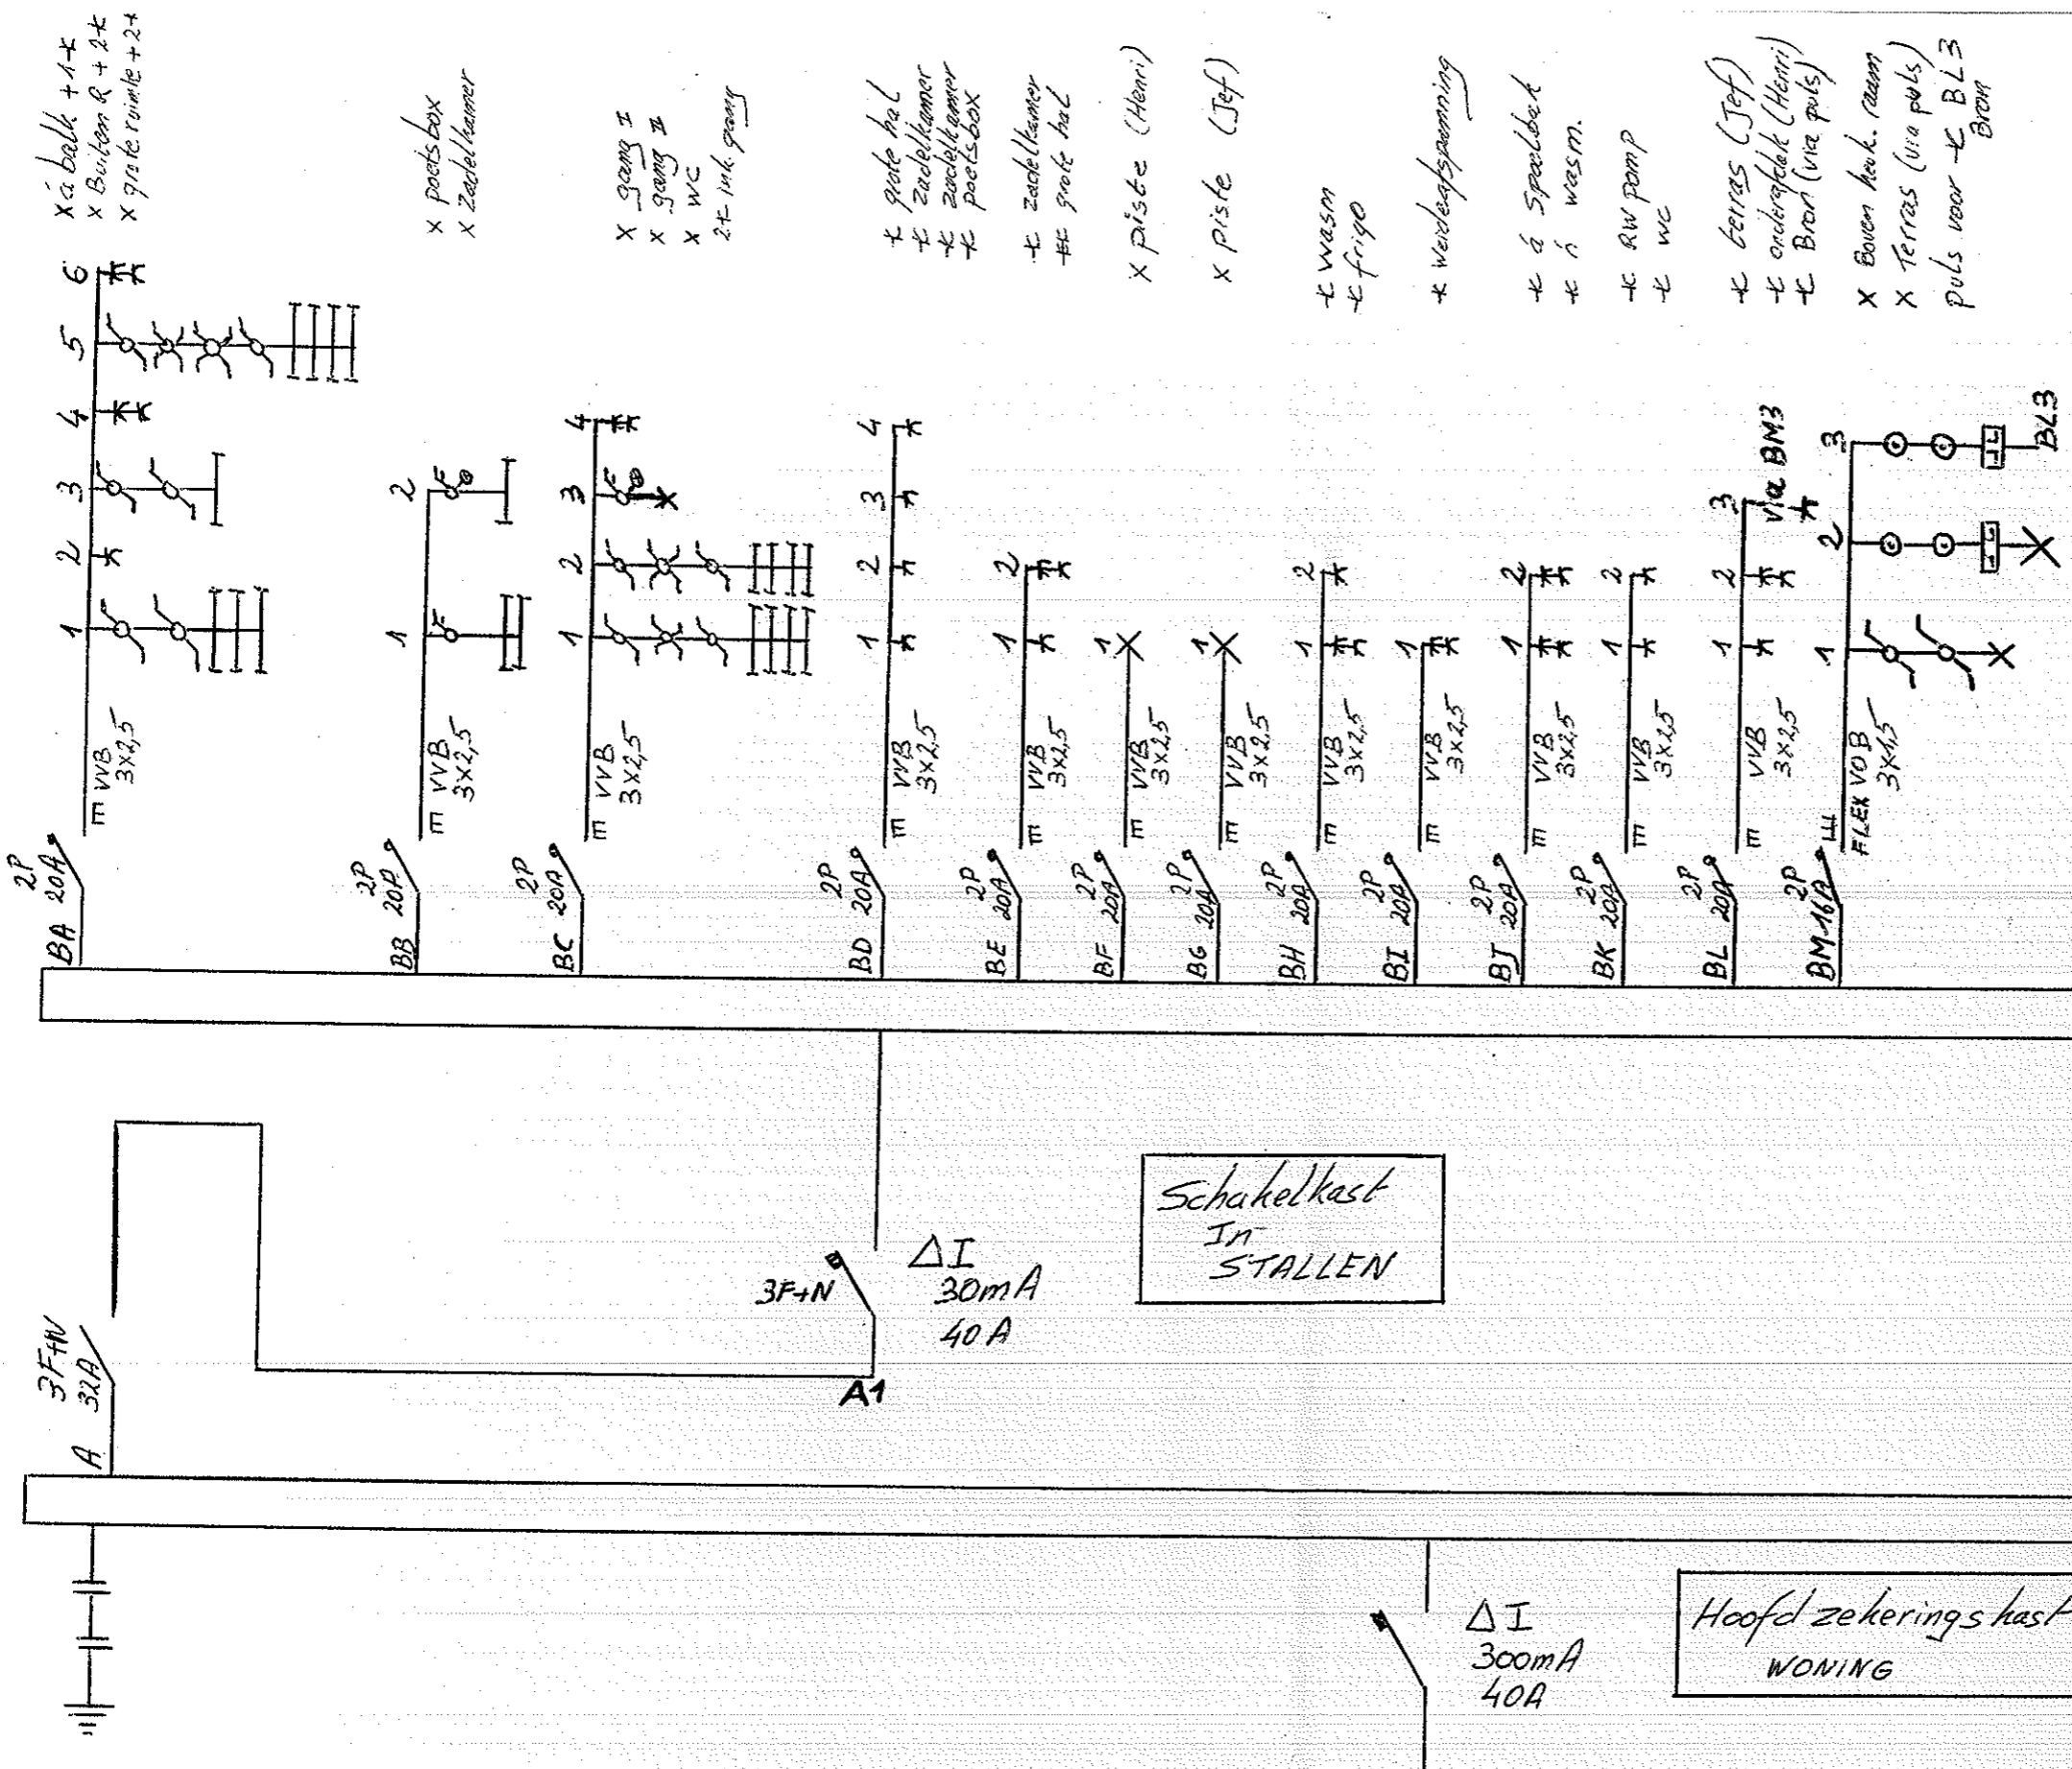 X à balk + 1
X Buiten R + 2
X grote ruimte + 2
X poetsbox
X zadelkamer
X gang I
X gang II
X WC
2 ink. gang
grote hal
zadelkamer
zadelkamer
poetsbox
zadelkamer
grote hal
X piste (Henri)
X piste (Jef)
wasm
frigo
weideafspanning
à Spoelbak
à wasm.
RW pomp
WC
terras (Jef)
onderafdak (Henri)
Bron (via puls)
X Boven keuk. raam
X Terras (via puls)
puls voor BL3
Bron
6
5
4
3
2
1
2
1
4
3
2
1
4
3
2
1
2
1
1
1
2
1
1
2
1
2
1
3
via BM3
2
1
3
BL3
2
1
VVB
3x2,5
VVB
3x2,5
VVB
3x2,5
VVB
3x2,5
VVB
3x2,5
VVB
3x2,5
VVB
3x2,5
VVB
3x2,5
VVB
3x2,5
VVB
3x2,5
VVB
3x2,5
VVB
3x2,5
FLEX VOB
3x1,5
2P
BA 20A
2P
BB 20A
2P
BC 20A
2P
BD 20A
2P
BE 20A
2P
BF 20A
2P
BG 20A
2P
BH 20A
2P
BI 20A
2P
BJ 20A
2P
BK 20A
2P
BL 20A
2P
BM 16A
Schakelkast
In
STALLEN
3F+N
ΔI
30mA
40A
A1
3F+N
32A
A
ΔI
300mA
40A
Hoofd zekeringskast
WONING